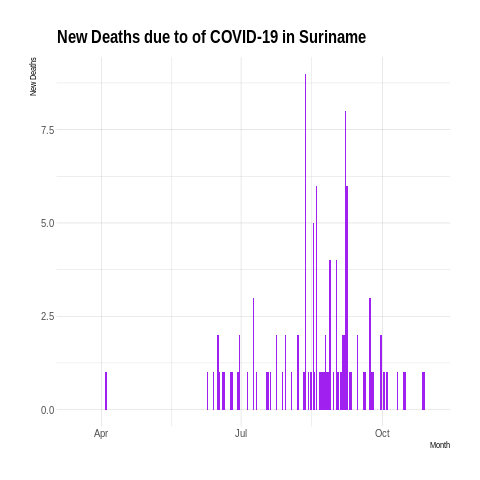 New Deaths due to of COVID-19 in Suriname
New Deaths
7.5
5.0
2.5
0.0
Apr Jul Oct
Month